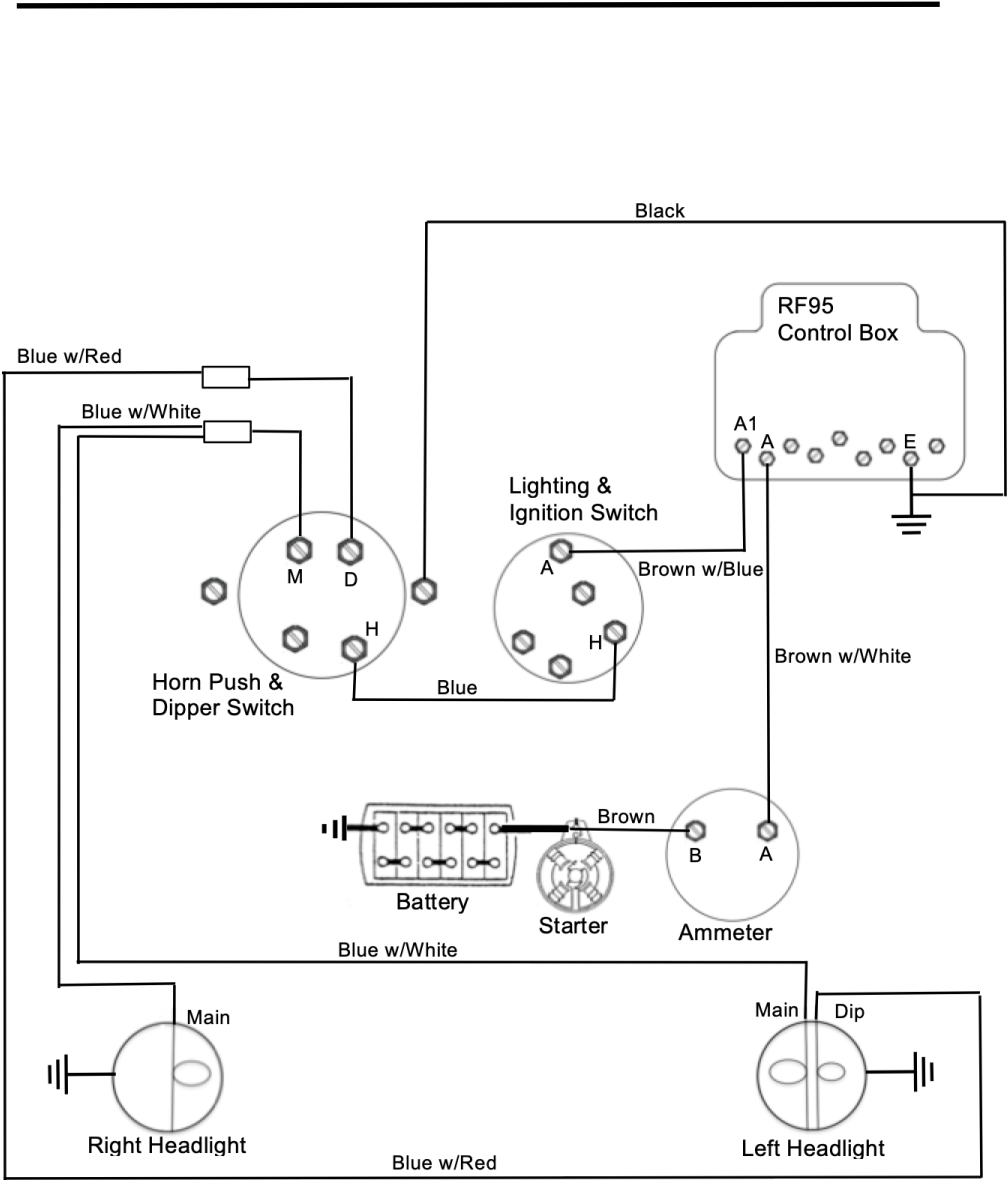 Black
RF95
Control Box
Blue w/Red
Blue w/White
A1
A
E
Lighting &
Ignition Switch
A
Brown w/Blue
M
D
H
H
Brown w/White
Blue
Horn Push &
Dipper Switch
Brown
B
A
Battery
Starter
Ammeter
Blue w/White
Main
Dip
Main
Right Headlight
Left Headlight
Blue w/Red